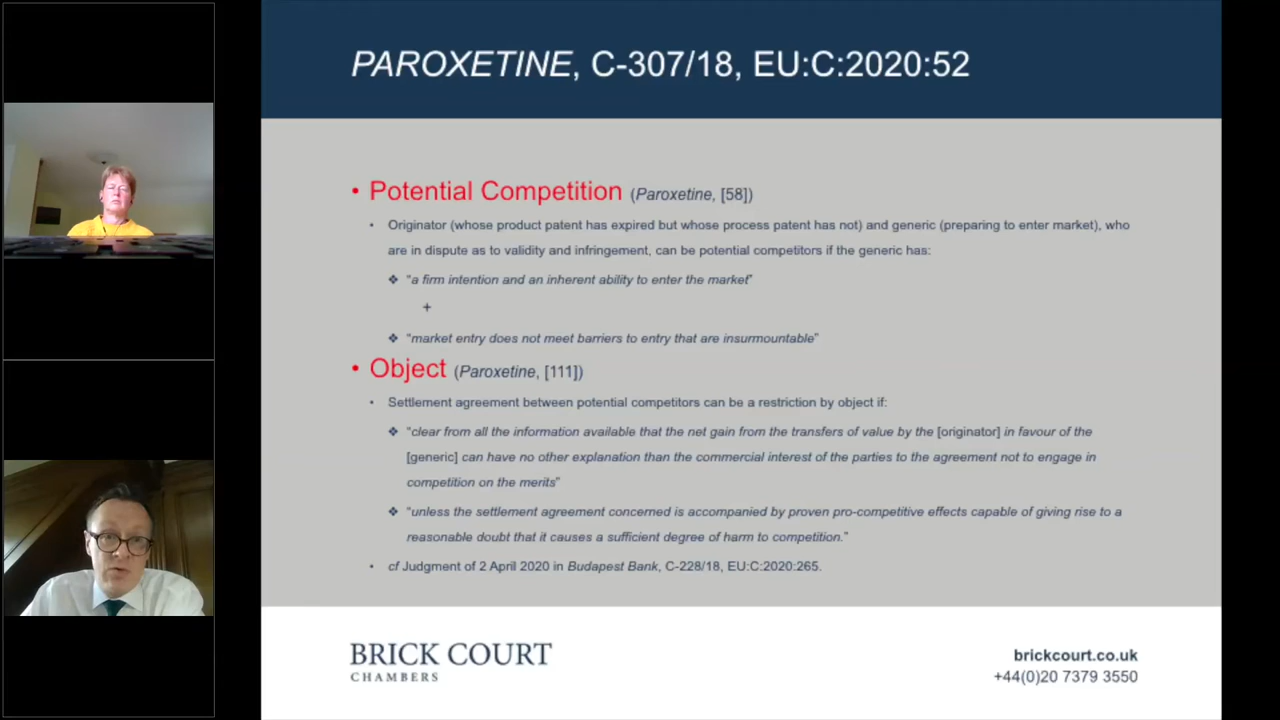 PAROXETINE, C-307/18, EU:C:2020:52
• Potential Competition (Paroxetine, [58])
• Originator (whose product patent has expired but whose process patent has not) and generic (preparing to enter market), who
are in dispute as to validity and infringement, can be potential competitors if the generic has:
❖ “a firm intention and an inherent ability to enter the market”
+
❖ “market entry does not meet barriers to entry that are insurmountable”
• Object (Paroxetine, [111])
• Settlement agreement between potential competitors can be a restriction by object if:
❖ “clear from all the information available that the net gain from the transfers of value by the [originator] in favour of the
[generic] can have no other explanation than the commercial interest of the parties to the agreement not to engage in
competition on the merits”
❖ “unless the settlement agreement concerned is accompanied by proven pro-competitive effects capable of giving rise to a
reasonable doubt that it causes a sufficient degree of harm to competition.”
• cf Judgment of 2 April 2020 in Budapest Bank, C-228/18, EU:C:2020:265.
BRICK COURT
CHAMBERS
brickcourt.co.uk
+44(0)20 7379 3550